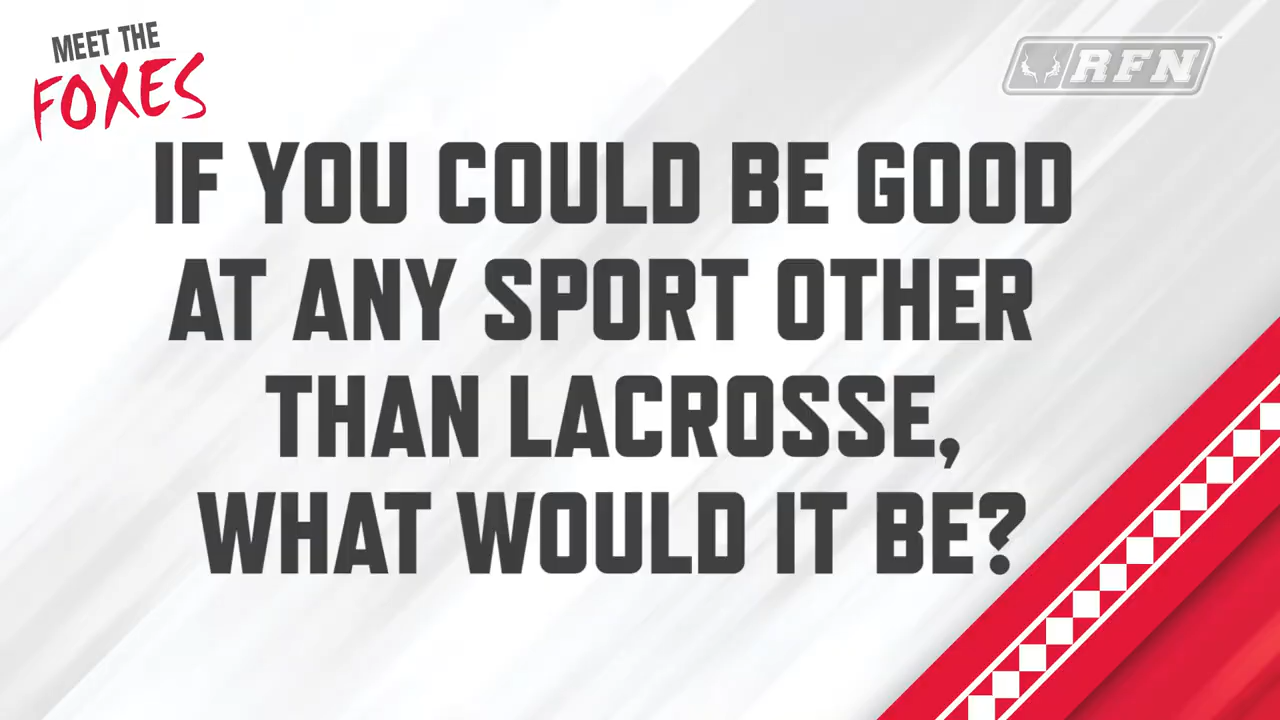 MEET THE
FOXES
RFN
IF YOU COULD BE GOOD
AT ANY SPORT OTHER
THAN LACROSSE,
WHAT WOULD IT BE?